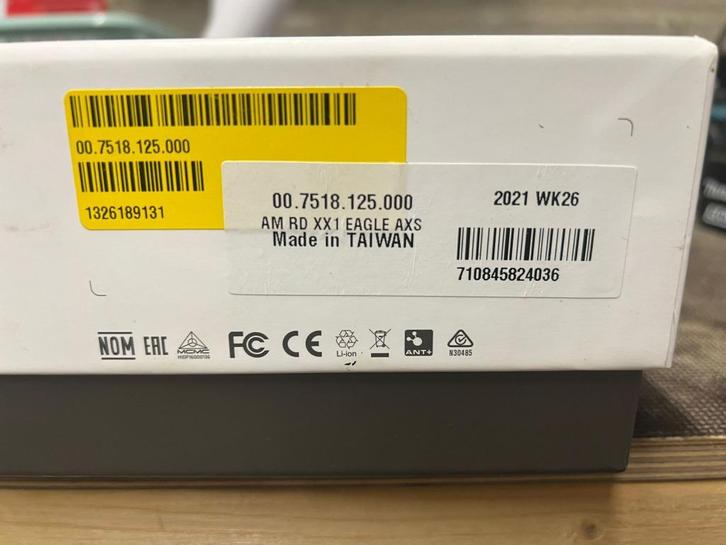 00.7518.125.000
1326189131
00.7518.125.000
AM RD XX1 EAGLE AXS
Made in TAIWAN
2021 WK26
710845824036
NOM EAC MCMC FC CE Li-ion ANT+ N30485